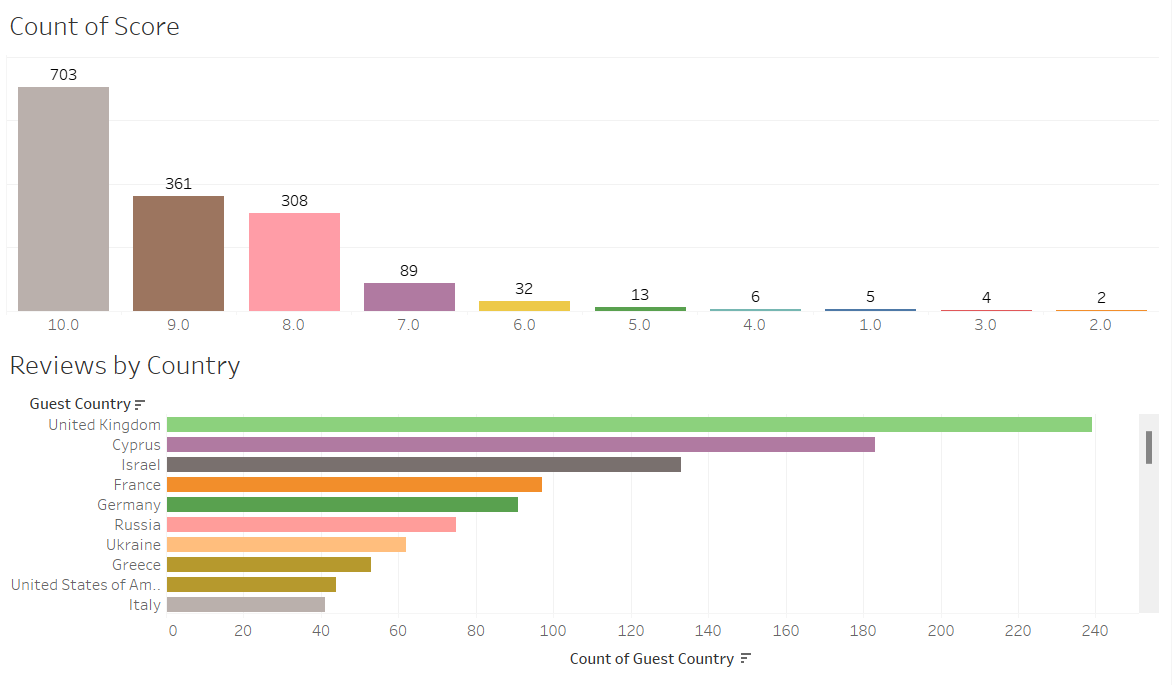 Count of Score
703
361
308
89
32
13
6
5
4
2
10.0 9.0 8.0 7.0 6.0 5.0 4.0 1.0 3.0 2.0
Reviews by Country
Guest Country
United Kingdom
Cyprus
Israel
France
Germany
Russia
Ukraine
Greece
United States of Am..
Italy
0 20 40 60 80 100 120 140 160 180 200 220 240
Count of Guest Country